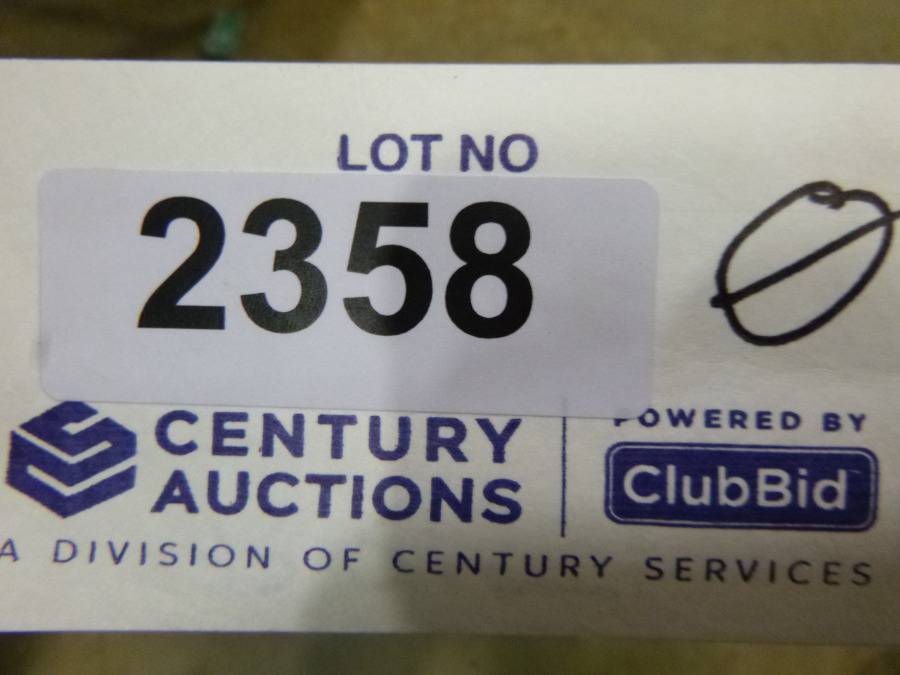 LOT NO
2358
CENTURY
AUCTIONS
POWERED BY
ClubBid
A DIVISION OF CENTURY SERVICES